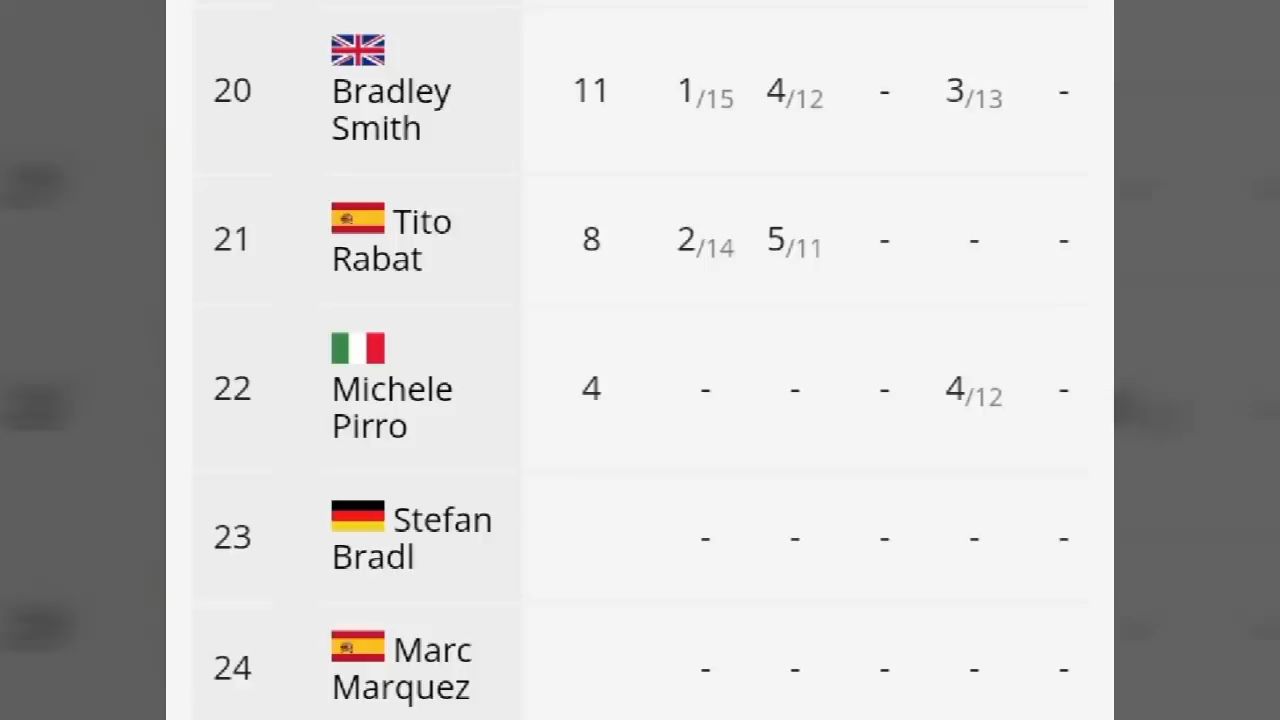 20 Bradley Smith 11 1/15 4/12 - 3/13 -
21 Tito Rabat 8 2/14 5/11 - - -
22 Michele Pirro 4 - - - 4/12 -
23 Stefan Bradl - - - - -
24 Marc Marquez - - - - -